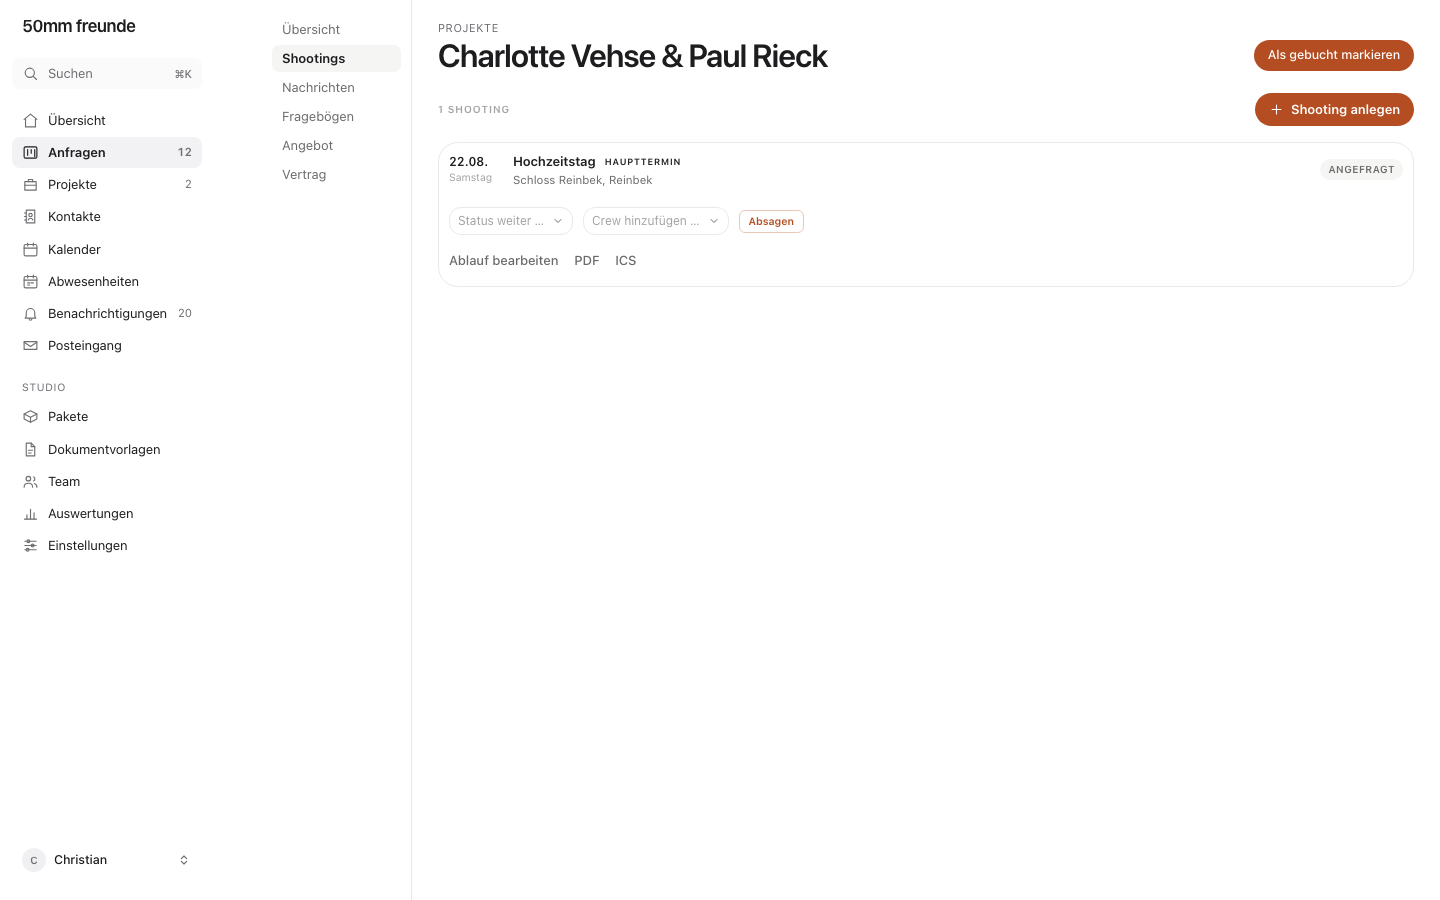 50mm freunde
Suchen ⌘K
Übersicht
Anfragen 12
Projekte 2
Kontakte
Kalender
Abwesenheiten
Benachrichtigungen 20
Posteingang
STUDIO
Pakete
Dokumentvorlagen
Team
Auswertungen
Einstellungen
C Christian
Übersicht
Shootings
Nachrichten
Fragebögen
Angebot
Vertrag
PROJEKTE
Charlotte Vehse & Paul Rieck
Als gebucht markieren
1 SHOOTING
Shooting anlegen
22.08. Hochzeitstag HAUPTTERMIN
Samstag Schloss Reinbek, Reinbek
ANGEFRAGT
Status weiter ... Crew hinzufügen ... Absagen
Ablauf bearbeiten PDF ICS